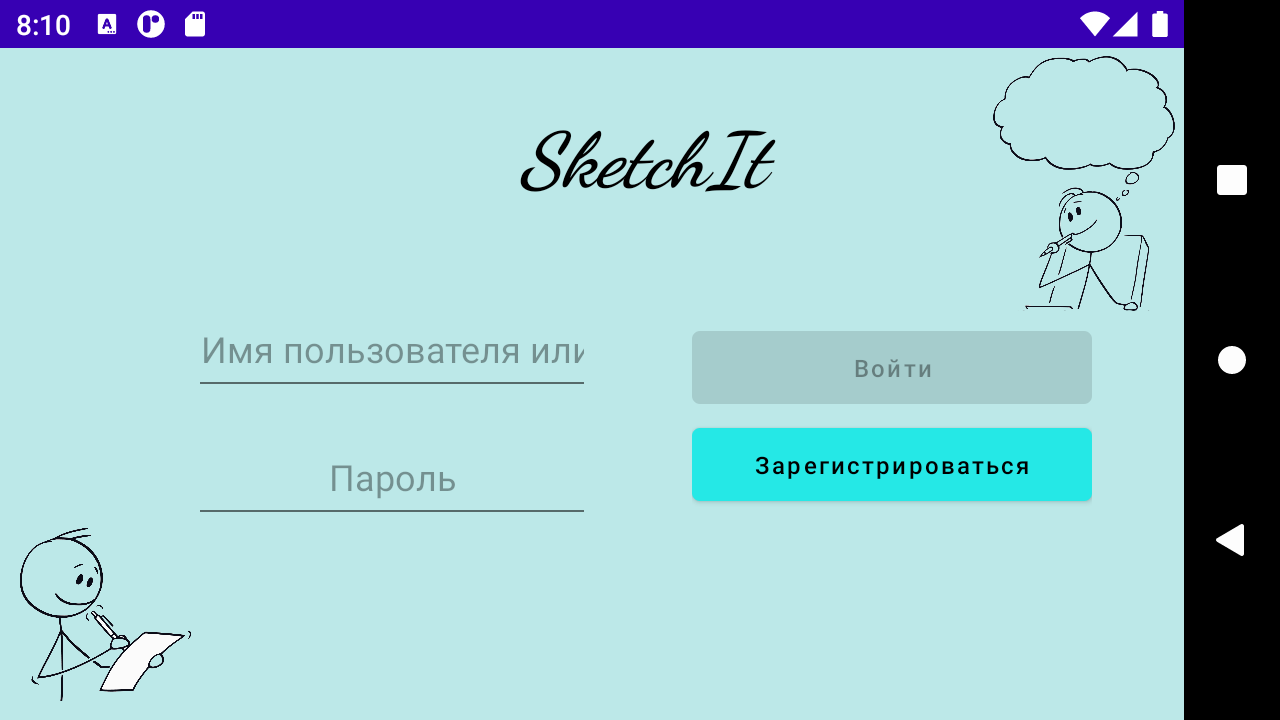 8:10
SketchIt
Имя пользователя или
Войти
Зарегистрироваться
Пароль